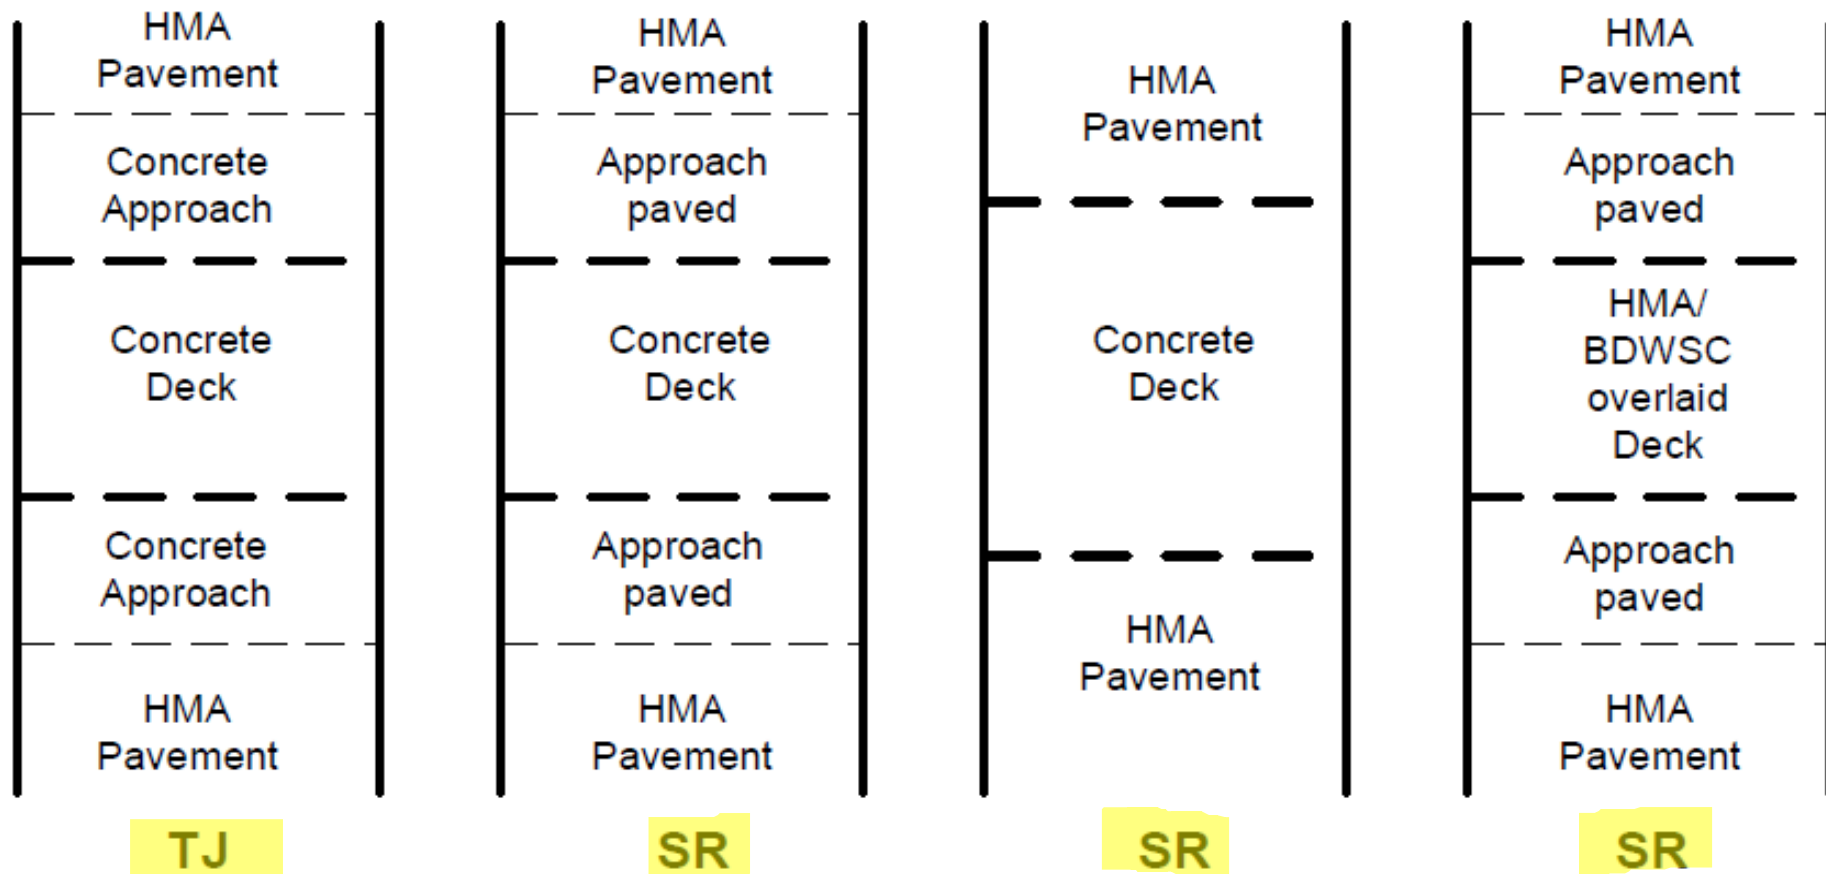 HMA
Pavement
Concrete
Approach
Concrete
Deck
Concrete
Approach
HMA
Pavement
TJ
HMA
Pavement
Approach
paved
Concrete
Deck
Approach
paved
HMA
Pavement
SR
HMA
Pavement
Concrete
Deck
HMA
Pavement
SR
HMA
Pavement
Approach
paved
HMA/
BDWSC
overlaid
Deck
Approach
paved
HMA
Pavement
SR